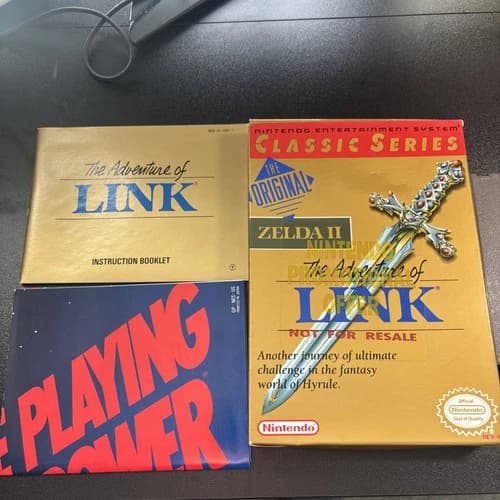 The Adventure of
LINK
INSTRUCTION BOOKLET
PLAYING
POWER
NINTENDO ENTERTAINMENT SYSTEM
CLASSIC SERIES
THE
ORIGINAL
ZELDA II
NINTENDO
PROMOTIONAL
The Adventure of
LINK
NOT FOR RESALE
Another journey of ultimate
challenge in the fantasy
world of Hyrule.
Nintendo
Official
Nintendo
Seal of Quality